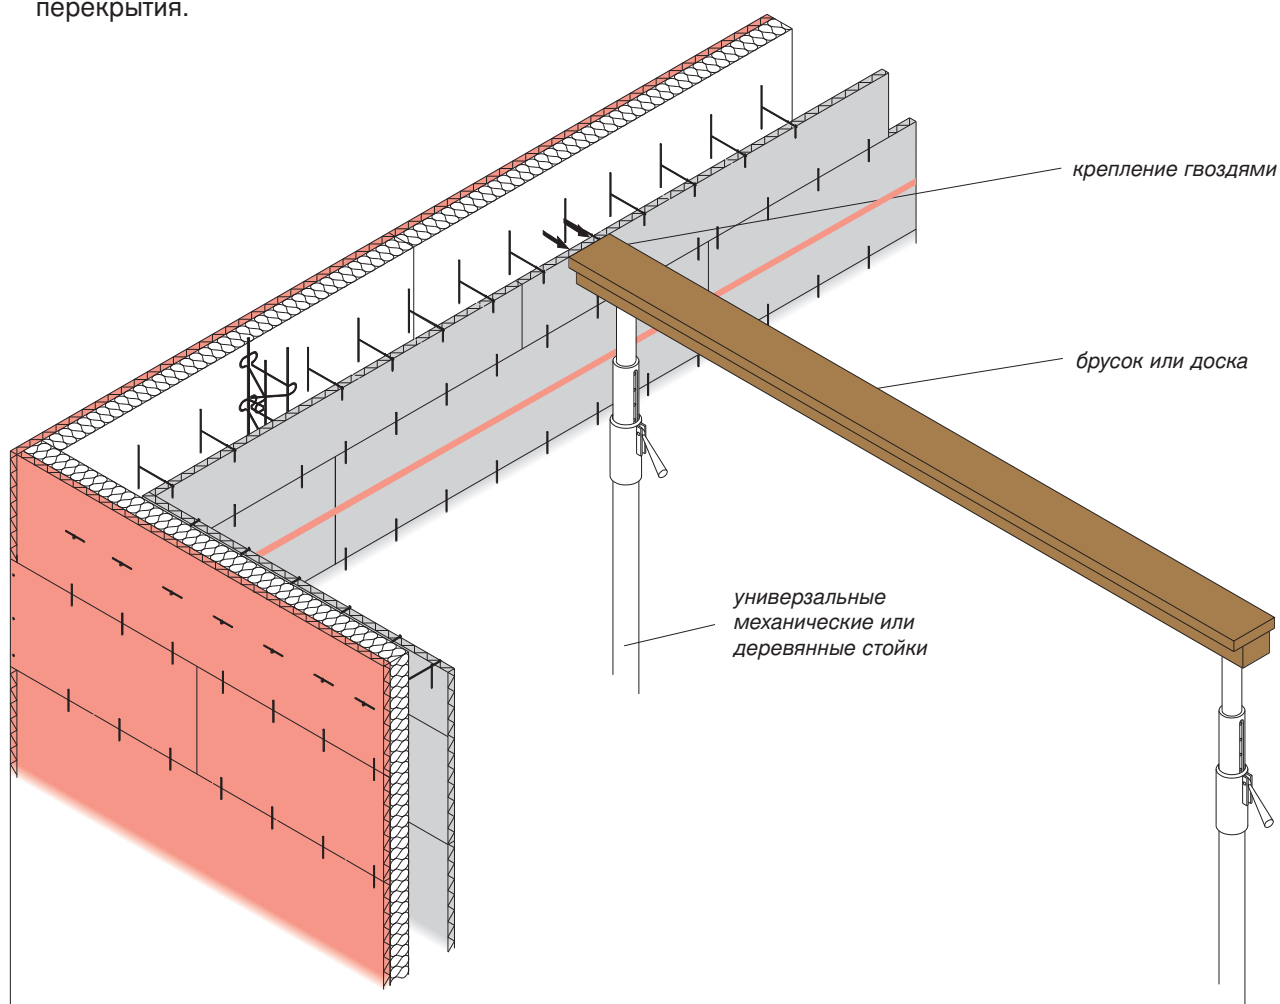 перекрытия.
крепление гвоздями
брусок или доска
универзальные
механические или
деревянные стойки